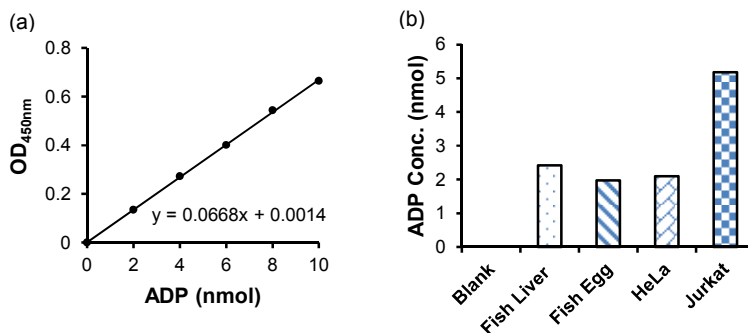 (a)
0.8
0.6
0.4
0.2
0
OD450nm
y = 0.0668x + 0.0014
0 2 4 6 8 10
ADP (nmol)
(b)
6
5
4
3
2
1
0
ADP Conc. (nmol)
Blank
Fish Liver
Fish Egg
HeLa
Jurkat